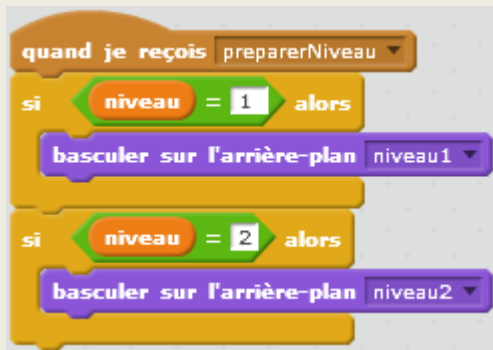 quand je reçois preparerNiveau
si niveau = 1 alors
basculer sur l'arrière-plan niveau1
si niveau = 2 alors
basculer sur l'arrière-plan niveau2